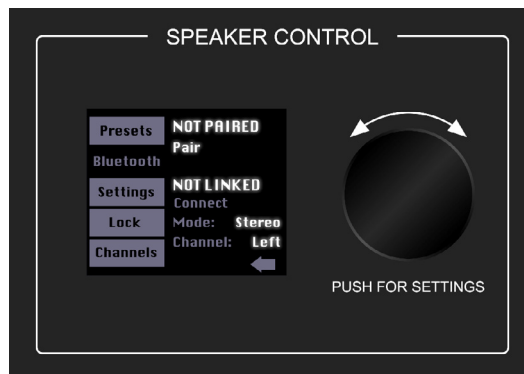 SPEAKER CONTROL
Presets
Bluetooth
Settings
Lock
Channels
NOT PAIRED
Pair
NOT LINKED
Connect
Mode: Stereo
Channel: Left
PUSH FOR SETTINGS